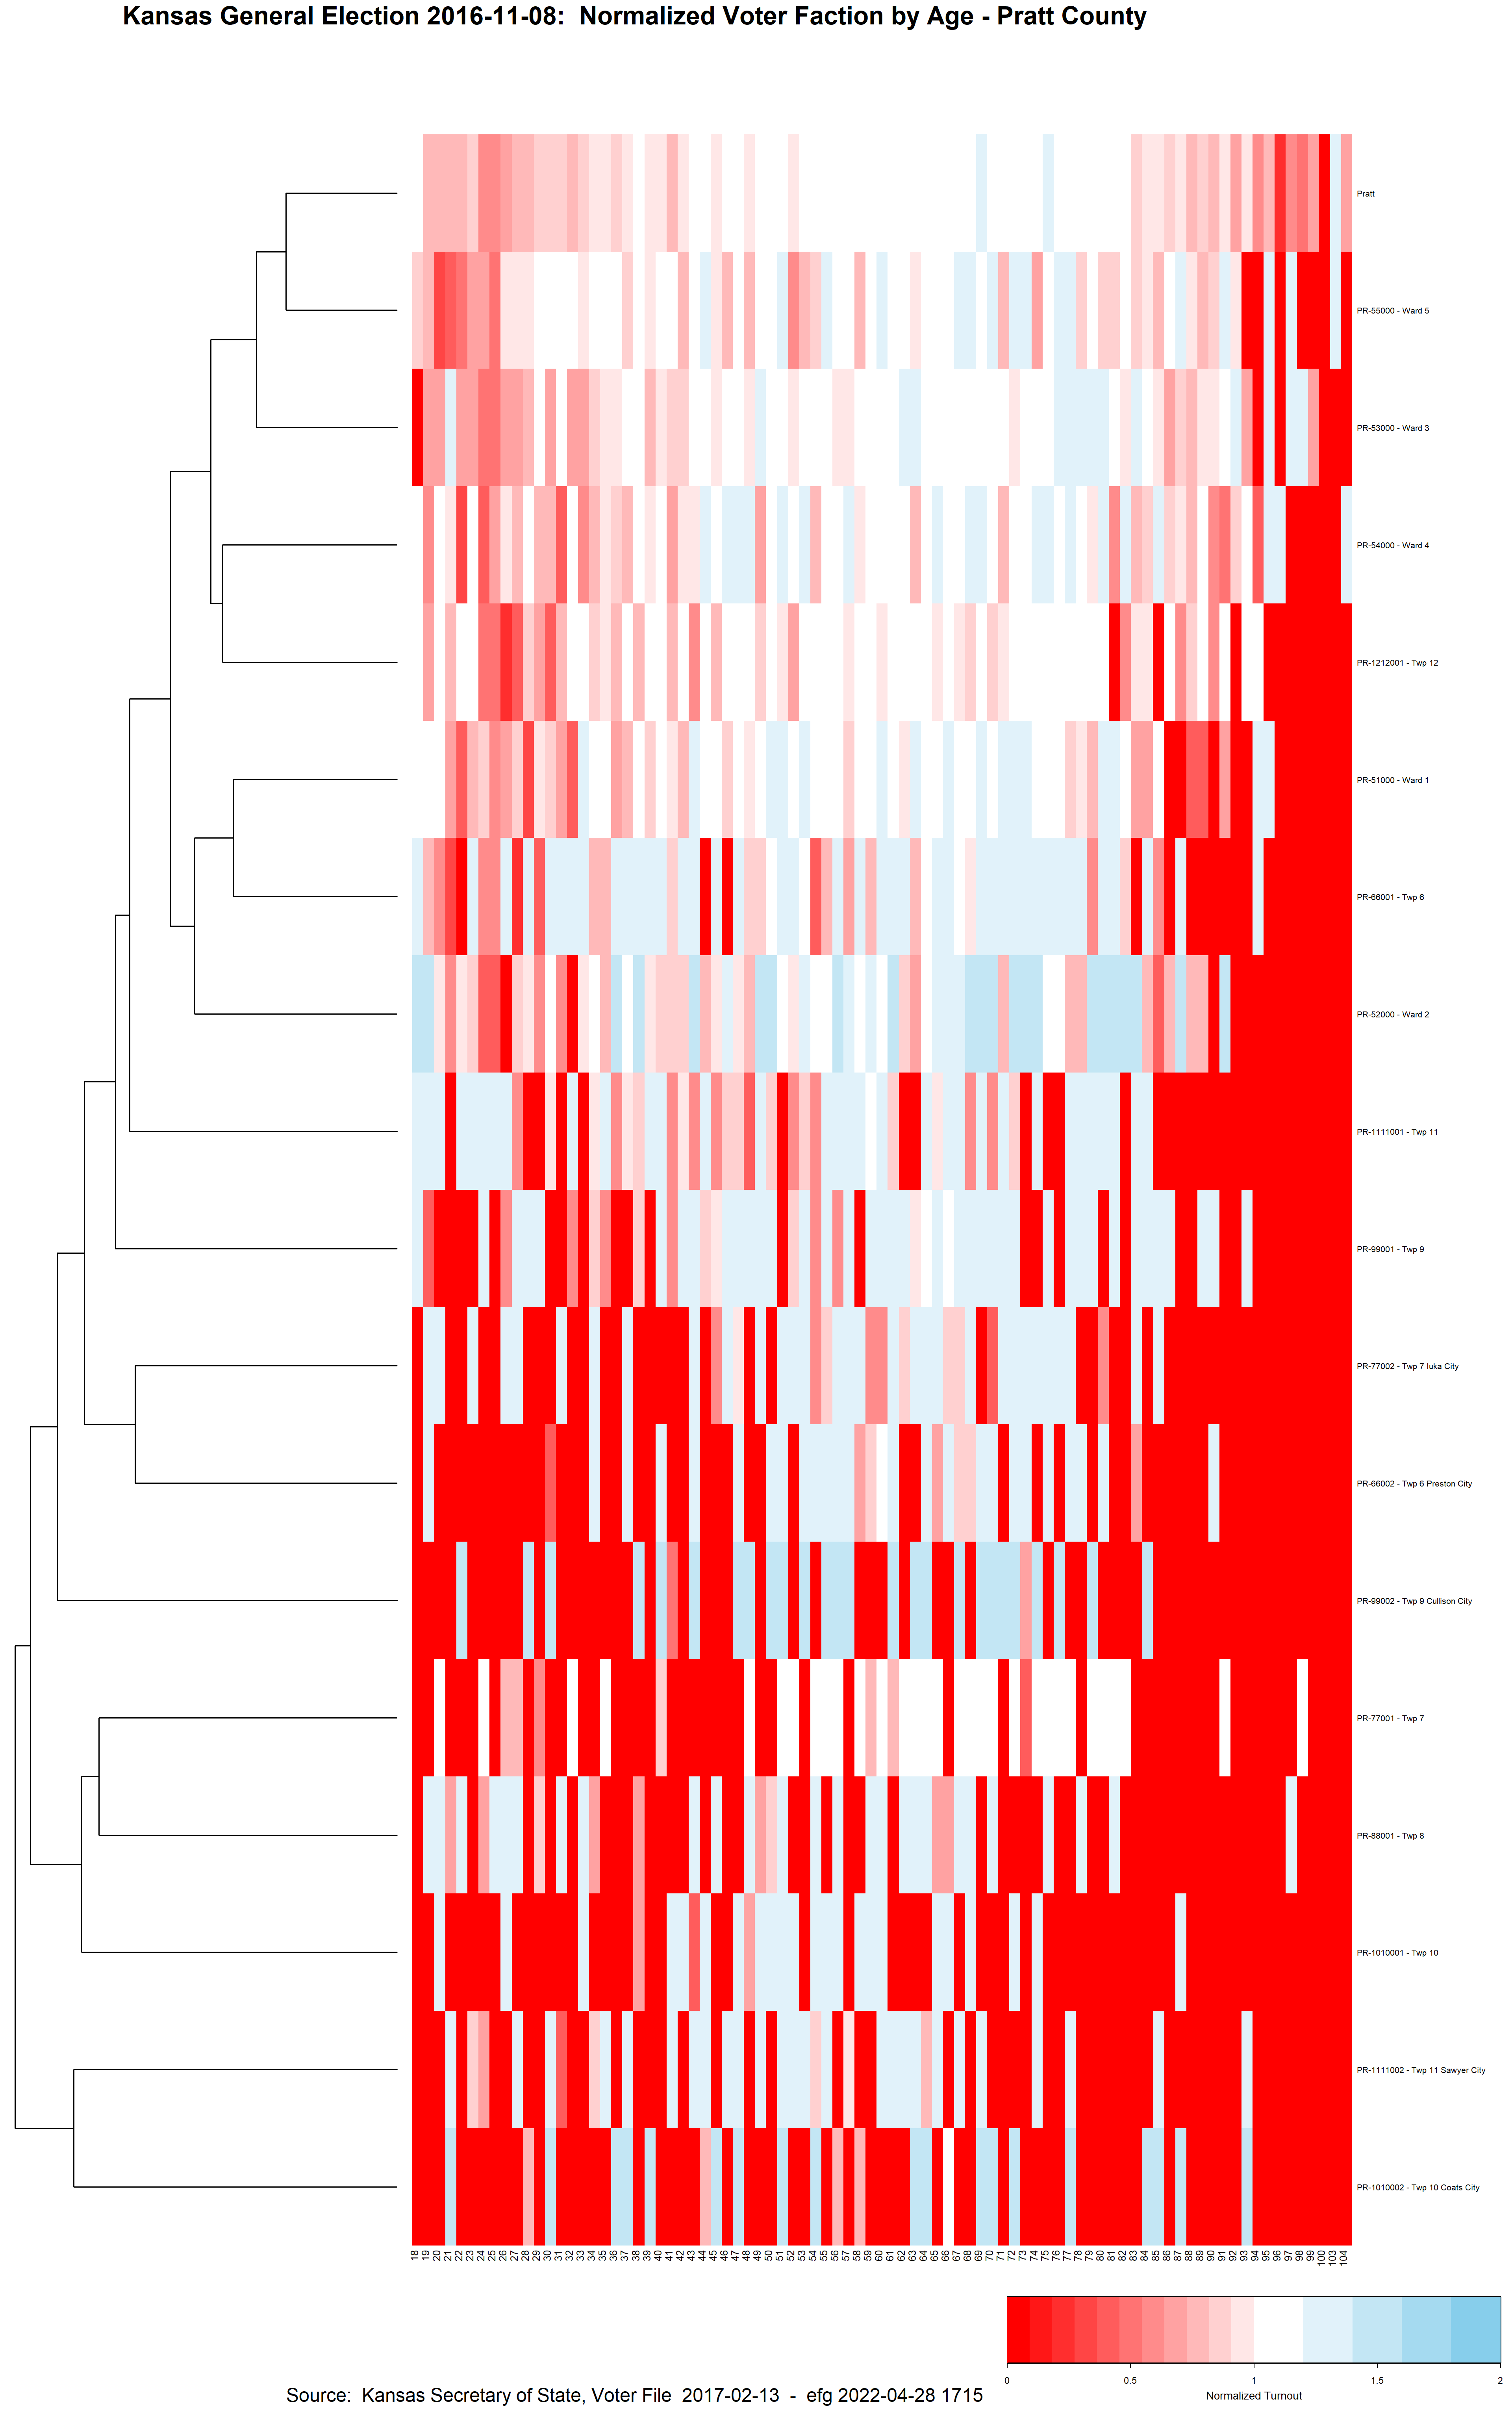 Kansas General Election 2016-11-08:  Normalized Voter Faction by Age - Pratt County
Pratt
PR-55000 - Ward 5
PR-53000 - Ward 3
PR-54000 - Ward 4
PR-1212001 - Twp 12
PR-51000 - Ward 1
PR-66001 - Twp 6
PR-52000 - Ward 2
PR-1111001 - Twp 11
PR-99001 - Twp 9
PR-77002 - Twp 7 Iuka City
PR-66002 - Twp 6 Preston City
PR-99002 - Twp 9 Cullison City
PR-77001 - Twp 7
PR-88001 - Twp 8
PR-1010001 - Twp 10
PR-1111002 - Twp 11 Sawyer City
PR-1010002 - Twp 10 Coats City
18 19 20 21 22 23 24 25 26 27 28 29 30 31 32 33 34 35 36 37 38 39 40 41 42 43 44 45 46 47 48 49 50 51 52 53 54 55 56 57 58 59 60 61 62 63 64 65 66 67 68 69 70 71 72 73 74 75 76 77 78 79 80 81 82 83 84 85 86 87 88 89 90 91 92 93 94 95 96 97 98 99 100 103 104
0 0.5 1 1.5 2
Normalized Turnout
Source:  Kansas Secretary of State, Voter File  2017-02-13  -  efg 2022-04-28 1715